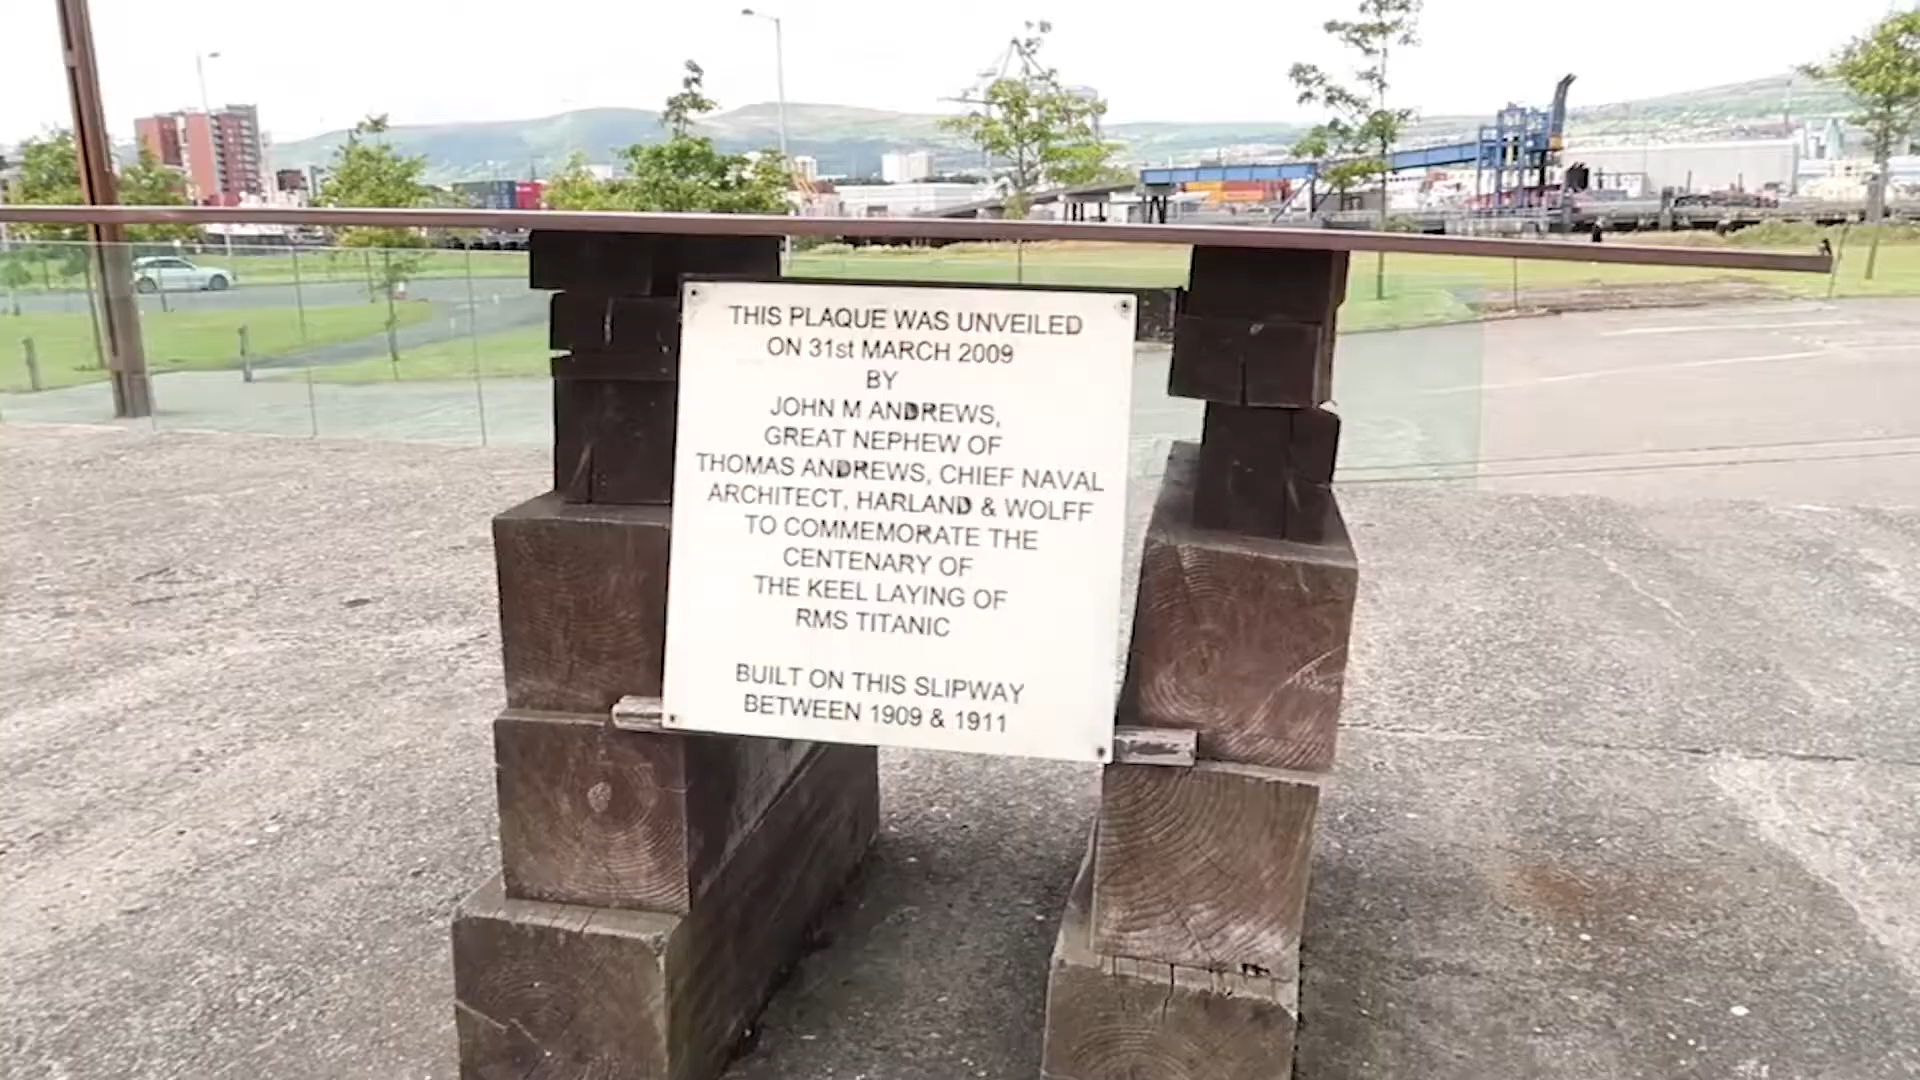 THIS PLAQUE WAS UNVEILED
ON 31st MARCH 2009
BY
JOHN M ANDREWS,
GREAT NEPHEW OF
THOMAS ANDREWS, CHIEF NAVAL
ARCHITECT, HARLAND & WOLFF
TO COMMEMORATE THE
CENTENARY OF
THE KEEL LAYING OF
RMS TITANIC
BUILT ON THIS SLIPWAY
BETWEEN 1909 & 1911